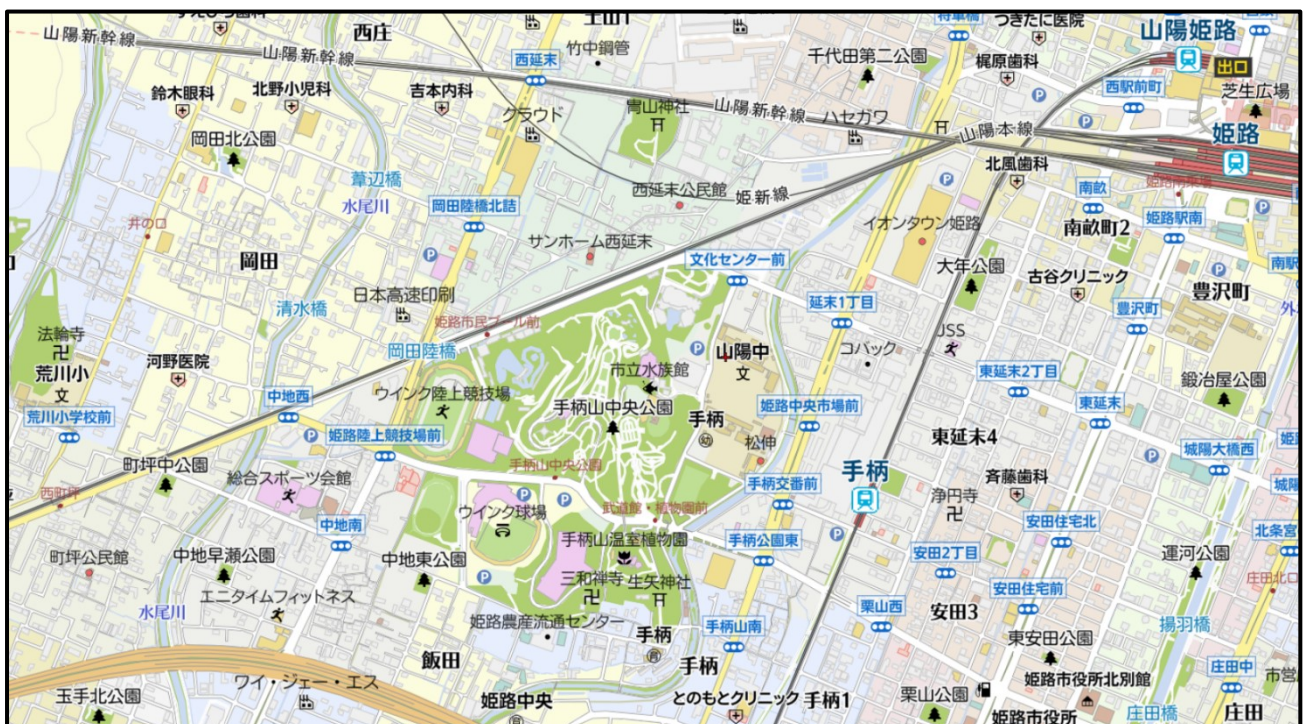 土山1
将軍橋
つきたに医院
西庄
山陽新幹線
山陽新幹線
西延末
竹中鋼管
千代田第二公園
梶原歯科
山陽姫路
出口
西駅前町
芝生広場
鈴木眼科
北野小児科
吉本内科
クラウド
冑山神社
山陽新幹線
ハセガワ
山陽本線
姫路
岡田北公園
葦辺橋
水尾川
西延末公民館
姫新線
北風歯科
南畝
南畝町2
姫路駅南
井の口
岡田陸橋北詰
イオンタウン姫路
岡田
サンホーム西延末
文化センター前
大年公園
古谷クリニック
豊沢町
豊沢町
清水橋
日本高速印刷
延末1丁目
姫路市民プール前
法輪寺
荒川小
文
河野医院
岡田陸橋
山陽中
文
コバック
JSS
市立水族館
東延末2丁目
鍛冶屋公園
荒川小学校前
中地西
ウインク陸上競技場
手柄山中央公園
手柄
幼
姫路中央市場前
東延末
姫路陸上競技場前
松伸
東延末4
城陽大橋西
町坪中公園
総合スポーツ会館
手柄山中央公園
手柄交番前
手柄
斉藤歯科
西町坪
中地南
ウインク球場
武道館・植物園前
浄円寺
安田住宅北
北条宮
町坪公民館
中地早瀬公園
中地東公園
手柄山温室植物園
手柄公園東
安田2丁目
運河公園
エニタイムフィットネス
三和禅寺
生矢神社
栗山西
安田住宅前
庄田北口
水尾川
姫路農産流通センター
手柄
手柄山南
安田3
揚羽橋
飯田
手柄
東安田公園
庄田中
ワイ・ジェー・エス
姫路市役所北別館
市営
玉手北公園
姫路中央
とのもとクリニック
手柄1
栗山公園
姫路市役所
庄田橋
庄田